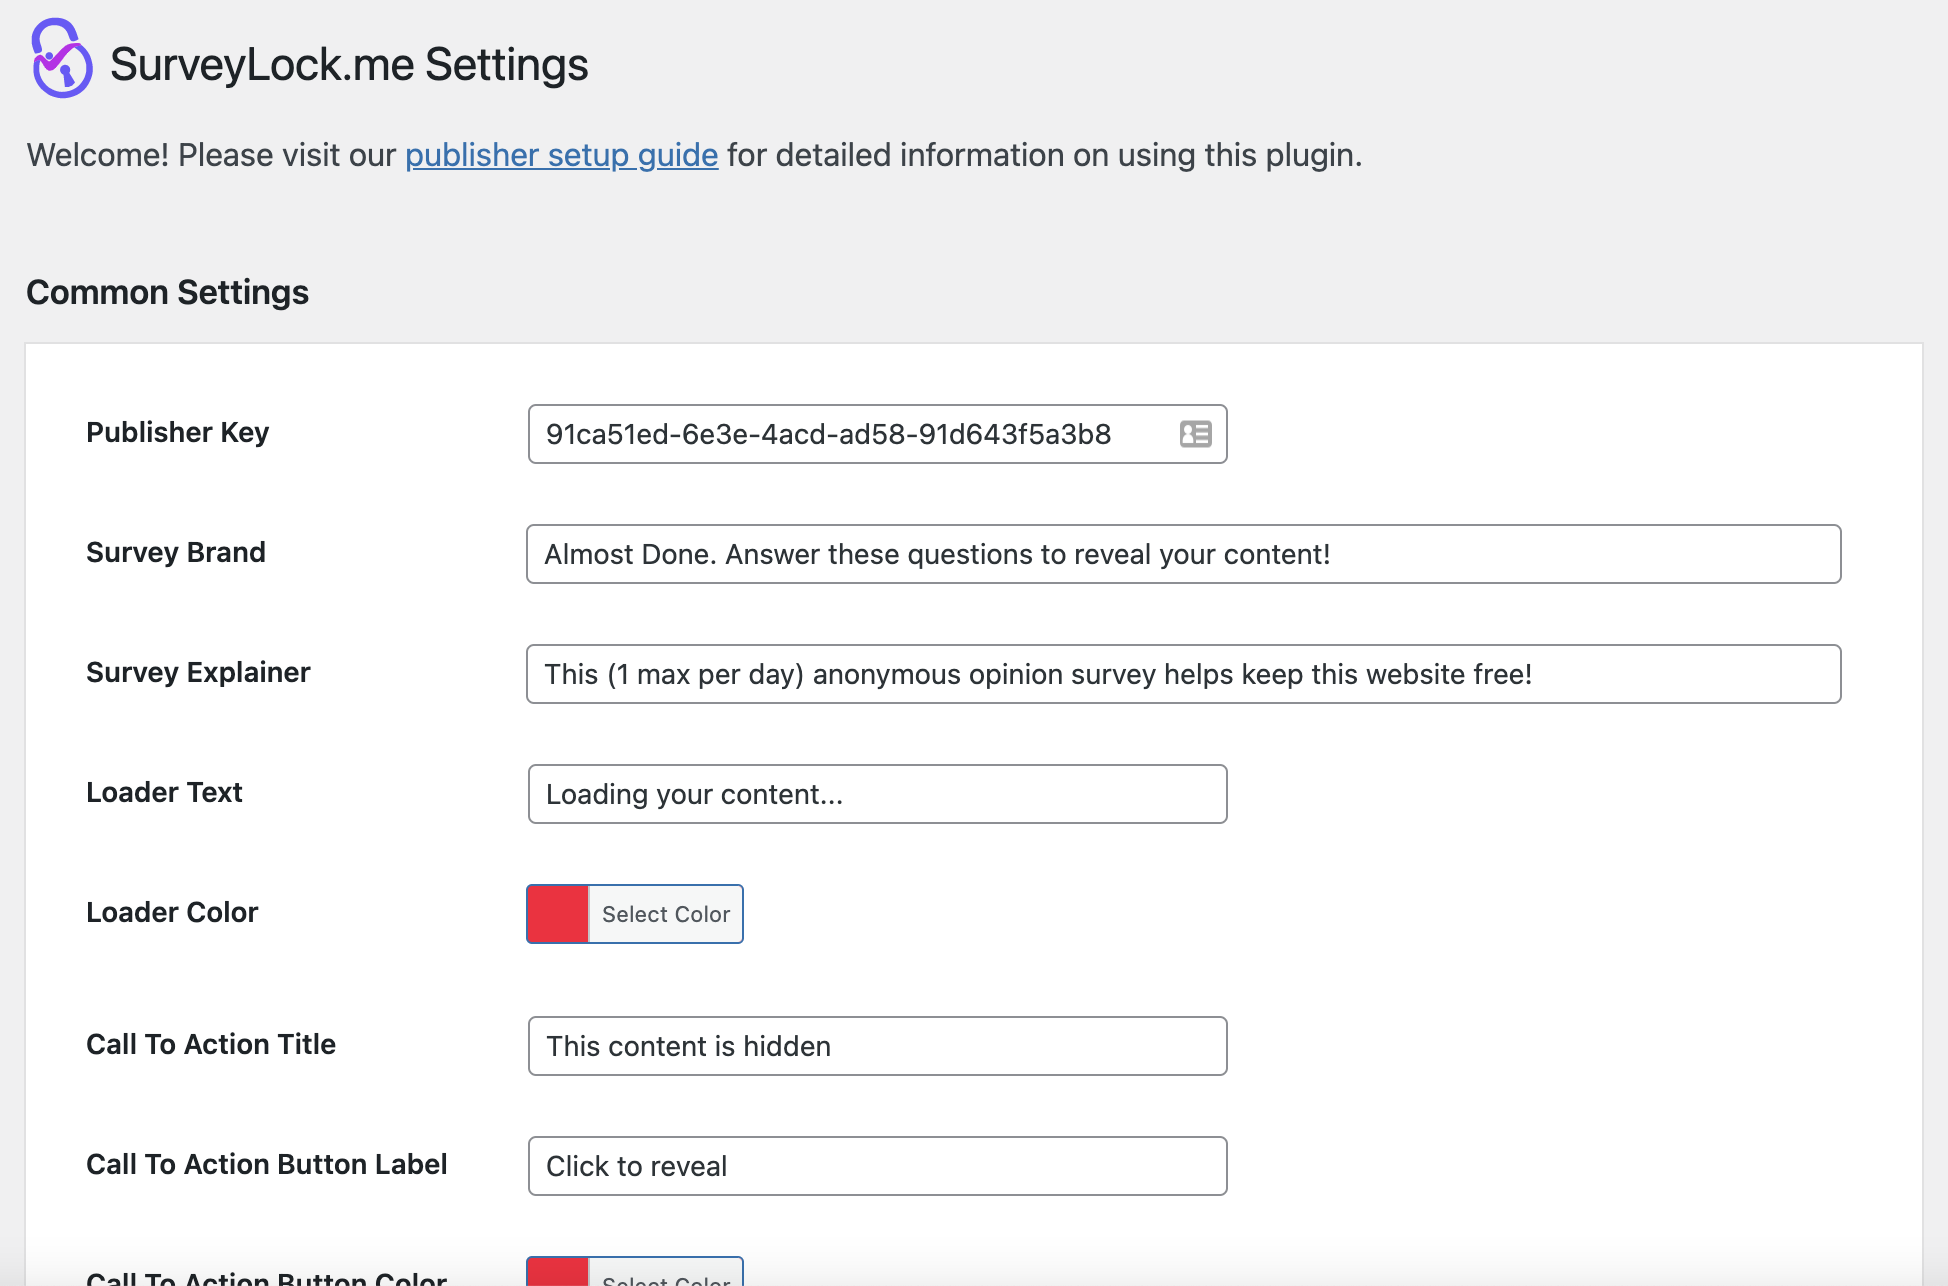 SurveyLock.me Settings
Welcome! Please visit our publisher setup guide for detailed information on using this plugin.
Common Settings
Publisher Key
91ca51ed-6e3e-4acd-ad58-91d643f5a3b8
Survey Brand
Almost Done. Answer these questions to reveal your content!
Survey Explainer
This (1 max per day) anonymous opinion survey helps keep this website free!
Loader Text
Loading your content...
Loader Color
Select Color
Call To Action Title
This content is hidden
Call To Action Button Label
Click to reveal
Call To Action Button Color
Select Color